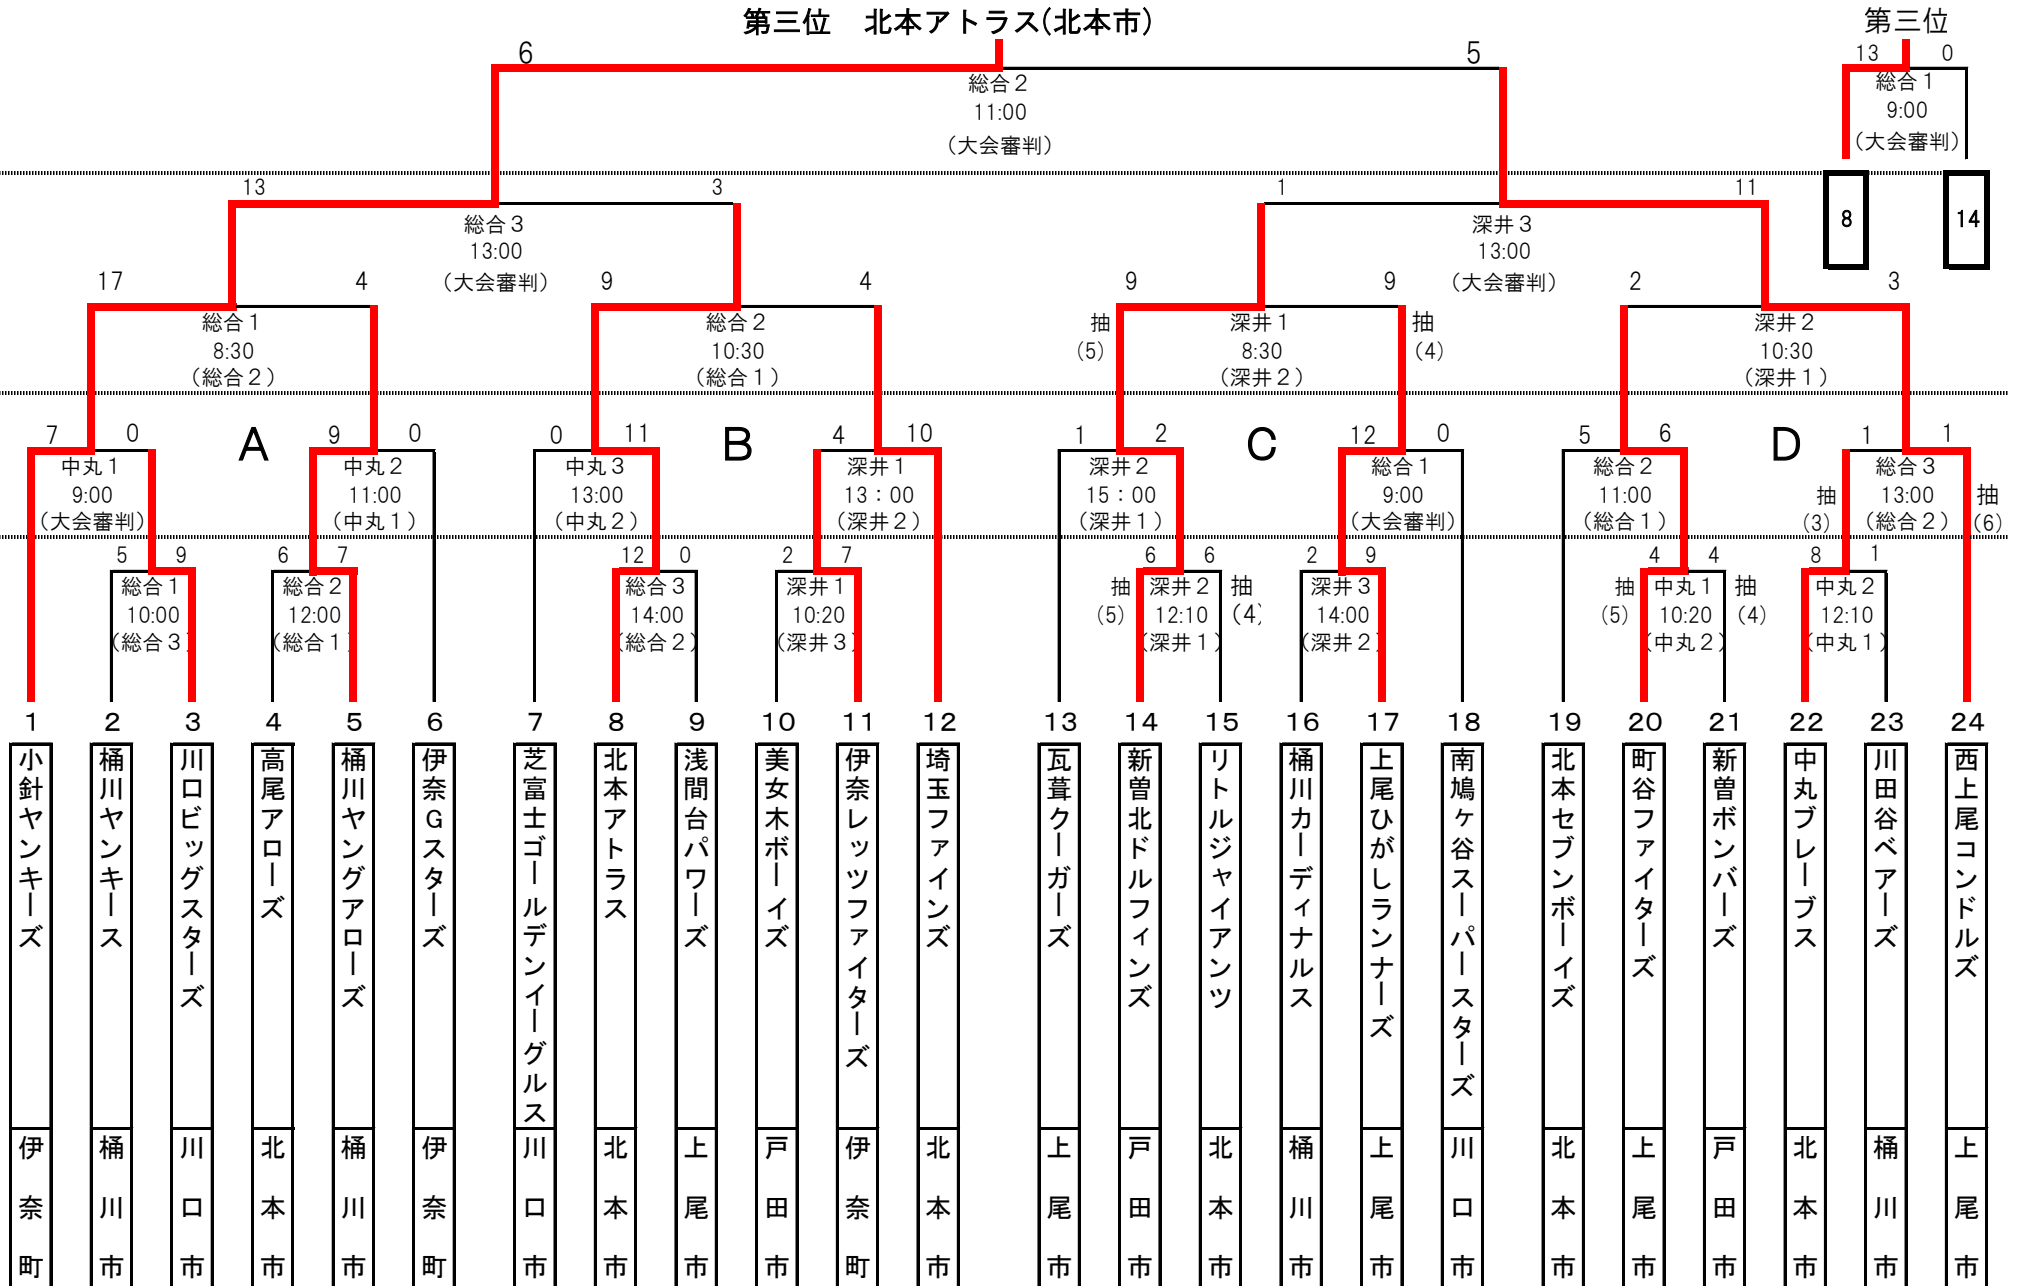 第三位　北本アトラス(北本市)
第三位
6
5
13
0
総合２
11:00
（大会審判）
総合１
9:00
（大会審判）
13
3
1
11
8
14
総合３
13:00
（大会審判）
深井３
13:00
（大会審判）
17
4
9
4
9
9
2
3
総合１
8:30
（総合２）
総合２
10:30
（総合１）
抽
(5)
深井１
8:30
（深井２）
抽
(4)
深井２
10:30
（深井１）
A
B
C
D
7
0
9
0
0
11
4
10
1
2
12
0
5
6
1
1
中丸１
9:00
（大会審判）
中丸２
11:00
（中丸１）
中丸３
13:00
（中丸２）
深井１
13：00
（深井２）
深井２
15：00
（深井１）
総合１
9:00
（大会審判）
総合２
11:00
（総合１）
抽
(3)
総合３
13:00
（総合２）
抽
(6)
5
9
6
7
12
0
2
7
6
6
2
9
4
4
8
1
総合１
10:00
（総合３）
総合２
12:00
（総合１）
総合３
14:00
（総合２）
深井１
10:20
（深井３）
抽
(5)
深井２
12:10
（深井１）
抽
(4)
深井３
14:00
（深井２）
抽
(5)
中丸１
10:20
（中丸２）
抽
(4)
中丸２
12:10
（中丸１）
1
2
3
4
5
6
7
8
9
10
11
12
13
14
15
16
17
18
19
20
21
22
23
24
小針ヤンキーズ
桶川ヤンキース
川口ビッグスターズ
高尾アローズ
桶川ヤングアローズ
伊奈Ｇスターズ
芝富士ゴールデンイーグルス
北本アトラス
浅間台パワーズ
美女木ボーイズ
伊奈レッツファイターズ
埼玉ファインズ
瓦葺クーガーズ
新曽北ドルフィンズ
リトルジャイアンツ
桶川カーディナルス
上尾ひがしランナーズ
南鳩ヶ谷スーパースターズ
北本セブンボーイズ
町谷ファイターズ
新曽ボンバーズ
中丸ブレーブス
川田谷ベアーズ
西上尾コンドルズ
伊奈町
桶川市
川口市
北本市
桶川市
伊奈町
川口市
北本市
上尾市
戸田市
伊奈町
北本市
上尾市
戸田市
北本市
桶川市
上尾市
川口市
北本市
上尾市
戸田市
北本市
桶川市
上尾市